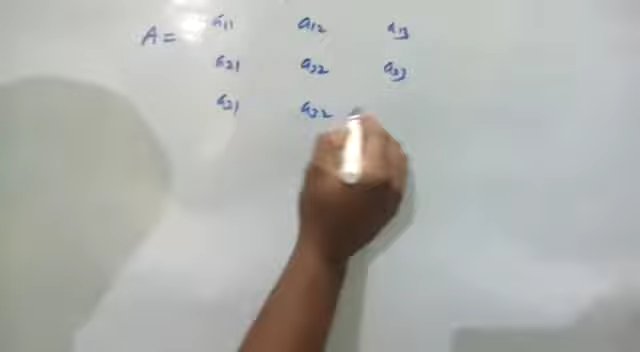 A = a₁₁ a₁₂ a₁₃
a₂₁ a₂₂ a₂₃
a₃₁ a₃₂